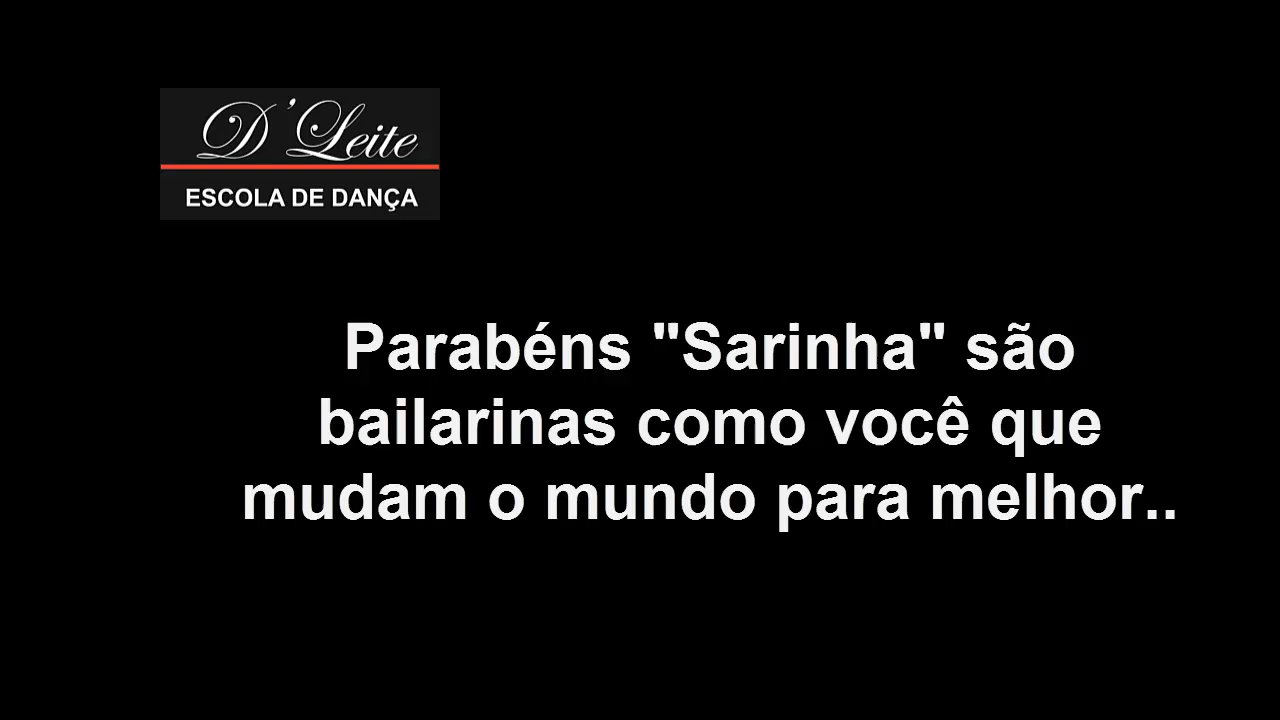 D'Leite
ESCOLA DE DANÇA
Parabéns "Sarinha" são
bailarinas como você que
mudam o mundo para melhor..